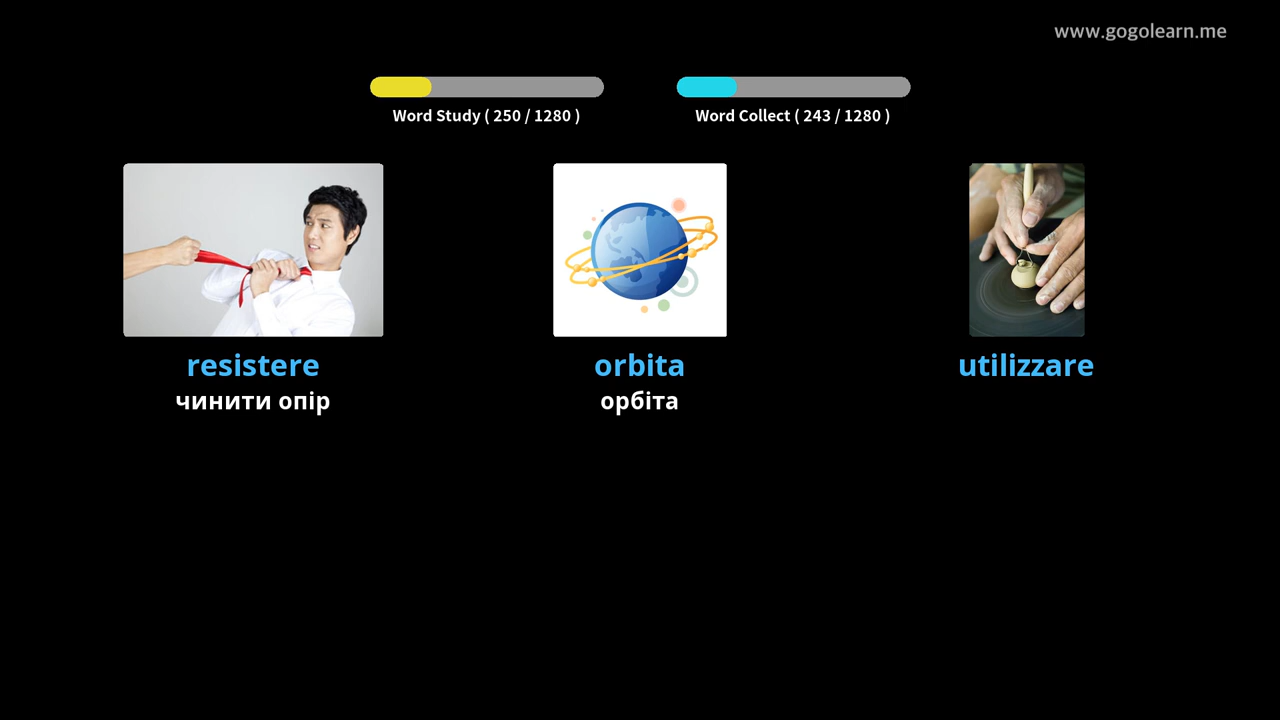 www.gogolearn.me
Word Study ( 250 / 1280 )
Word Collect ( 243 / 1280 )
resistere
чинити опір
orbita
орбіта
utilizzare